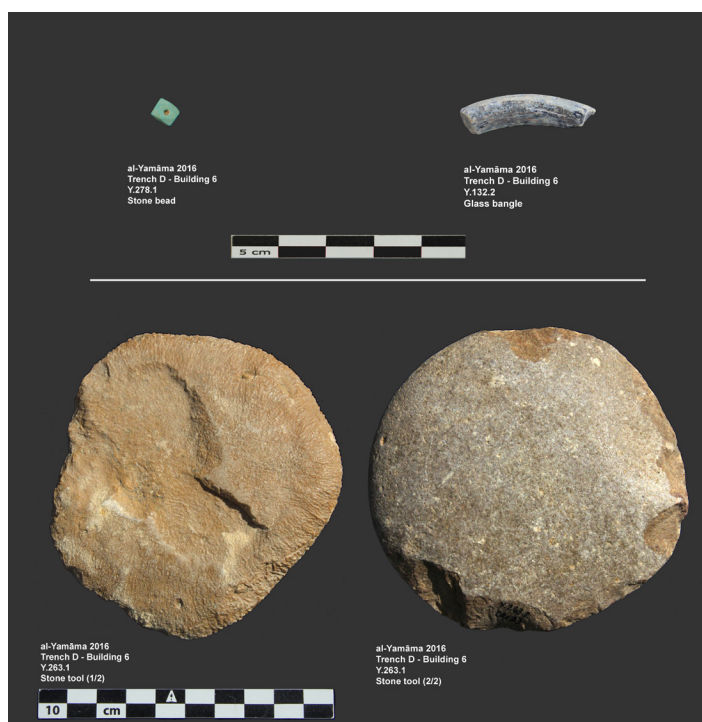 al-Yamāma 2016
Trench D - Building 6
Y.278.1
Stone bead
al-Yamāma 2016
Trench D - Building 6
Y.132.2
Glass bangle
5 cm
al-Yamāma 2016
Trench D - Building 6
Y.263.1
Stone tool (1/2)
al-Yamāma 2016
Trench D - Building 6
Y.263.1
Stone tool (2/2)
10 cm